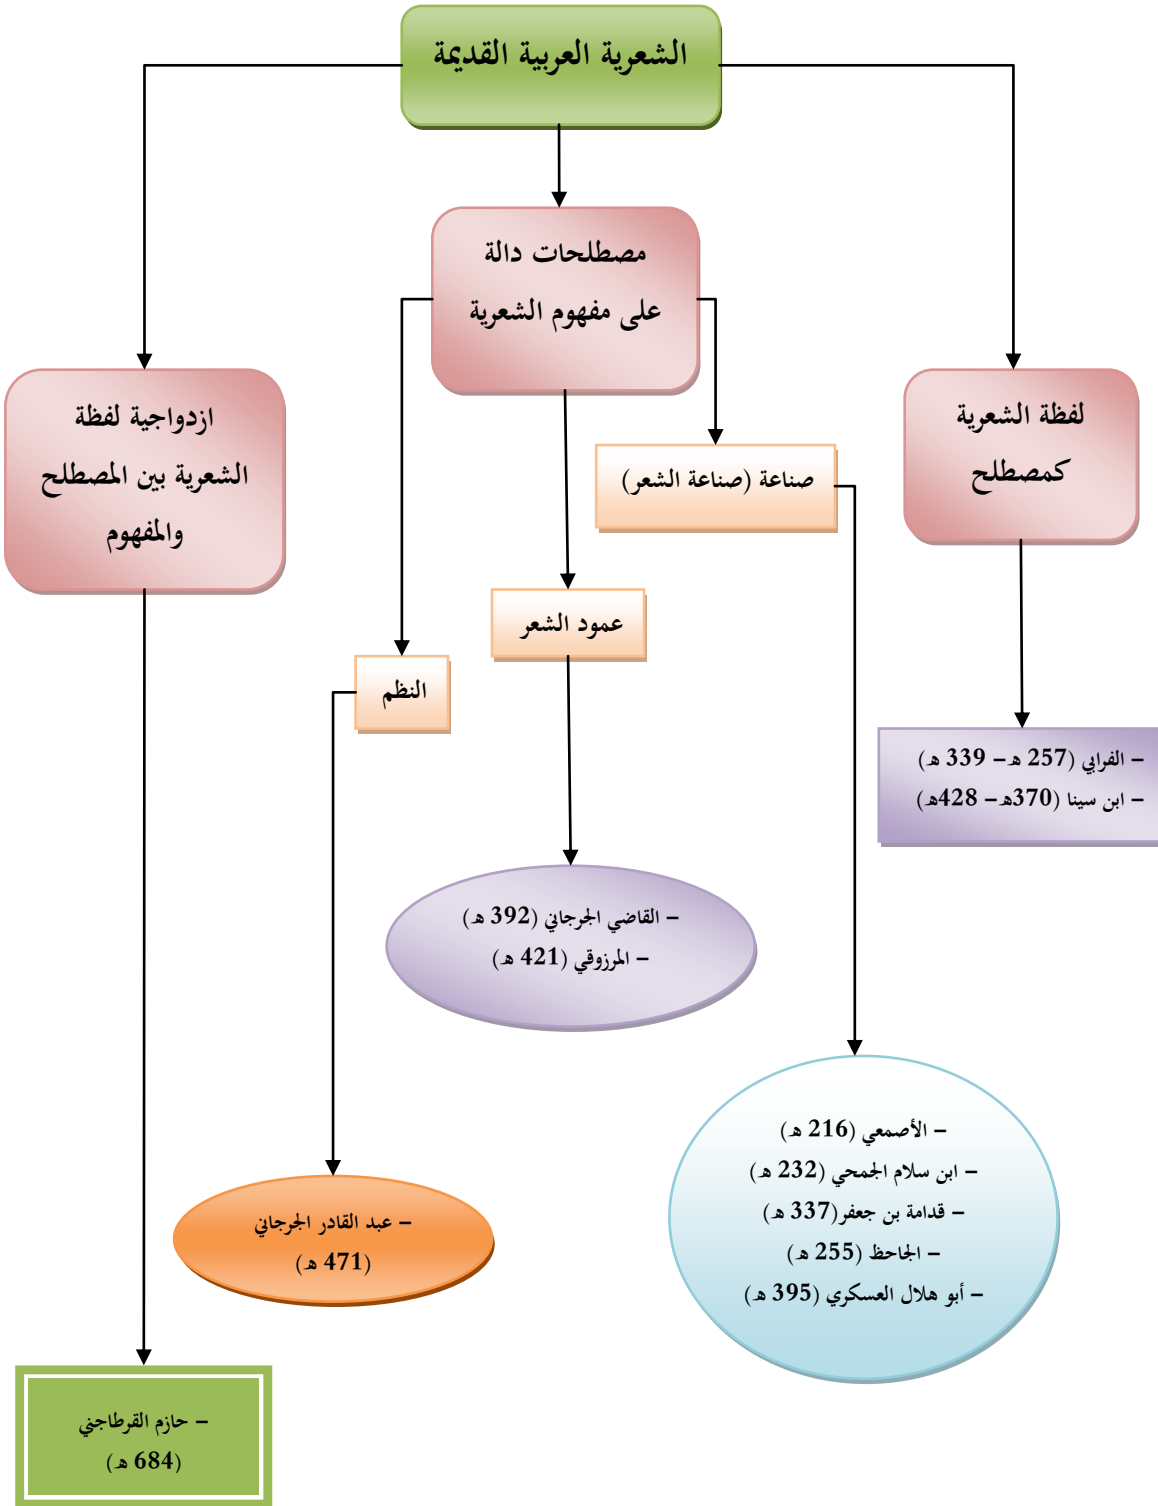 الشعرية العربية القديمة
مصطلحات دالة
على مفهوم الشعرية
لفظة الشعرية
كمصطلح
ازدواجية لفظة
الشعرية بين المصطلح
والمفهوم
صناعة (صناعة الشعر)
عمود الشعر
النظم
– الفرابي (257 هـ – 339 هـ)
– ابن سينا (370هـ – 428هـ)
– القاضي الجرجاني (392 هـ)
– المرزوقي (421 هـ)
– الأصمعي (216 هـ)
– ابن سلام الجمحي (232 هـ)
– قدامة بن جعفر(337 هـ)
– الجاحظ (255 هـ)
– أبو هلال العسكري (395 هـ)
– عبد القادر الجرجاني
(471 هـ)
– حازم القرطاجني
(684 هـ)